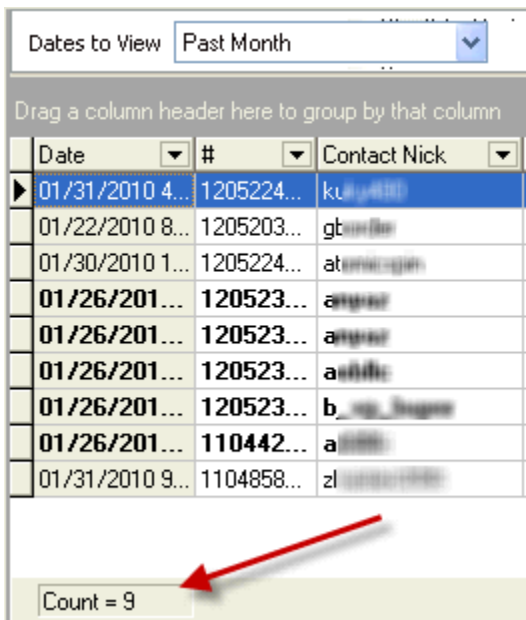 Dates to View Past Month
Drag a column header here to group by that column
Date # Contact Nick
01/31/2010 4... 1205224...
01/22/2010 8... 1205203...
01/30/2010 1... 1205224...
01/26/201... 120523...
01/26/201... 120523...
01/26/201... 120523...
01/26/201... 120523...
01/26/201... 110442...
01/31/2010 9... 1104858...
Count = 9